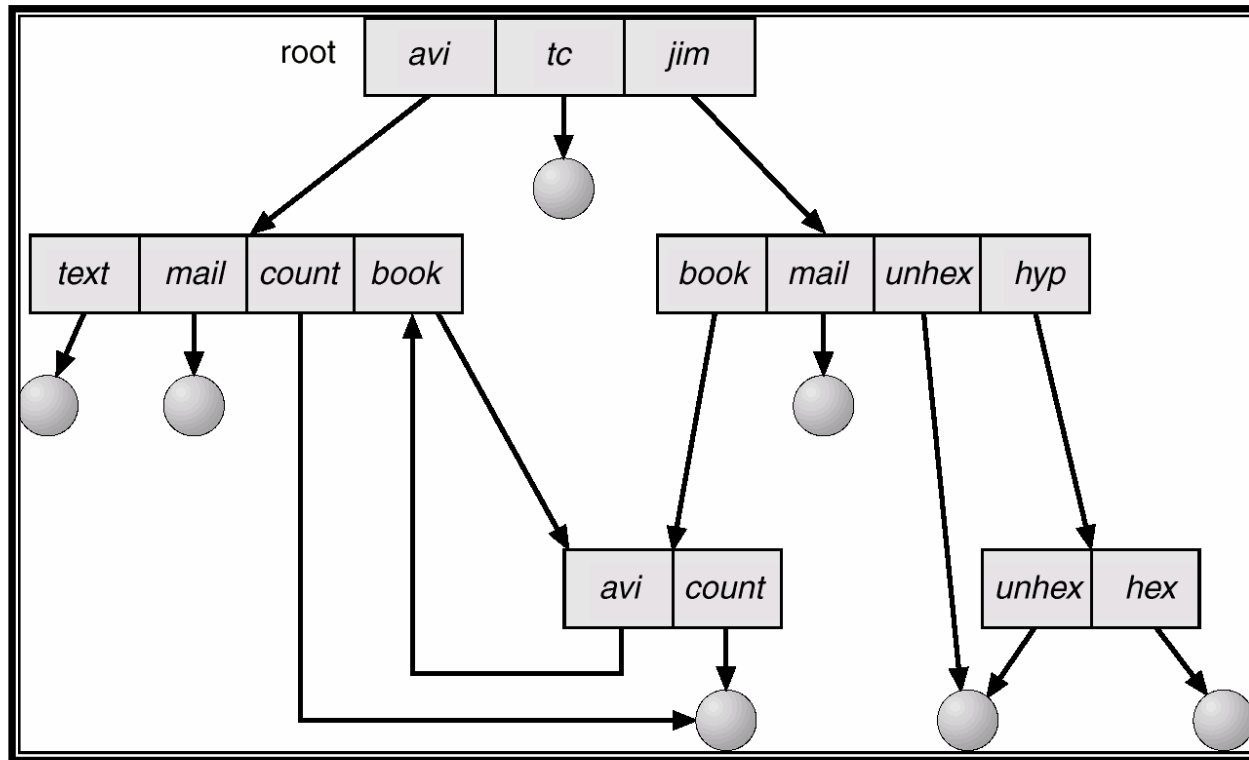 root avi tc jim
text mail count book book mail unhex hyp
avi count unhex hex